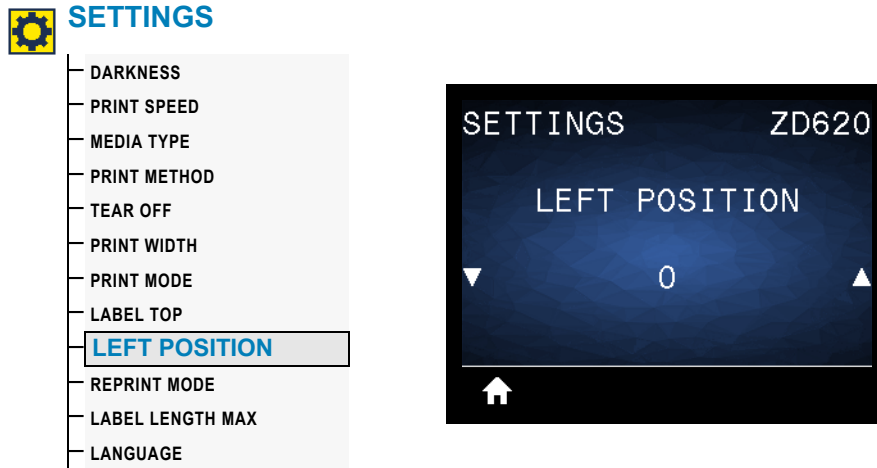 SETTINGS
DARKNESS
PRINT SPEED
MEDIA TYPE
PRINT METHOD
TEAR OFF
PRINT WIDTH
PRINT MODE
LABEL TOP
LEFT POSITION
REPRINT MODE
LABEL LENGTH MAX
LANGUAGE
SETTINGS ZD620
LEFT POSITION
0